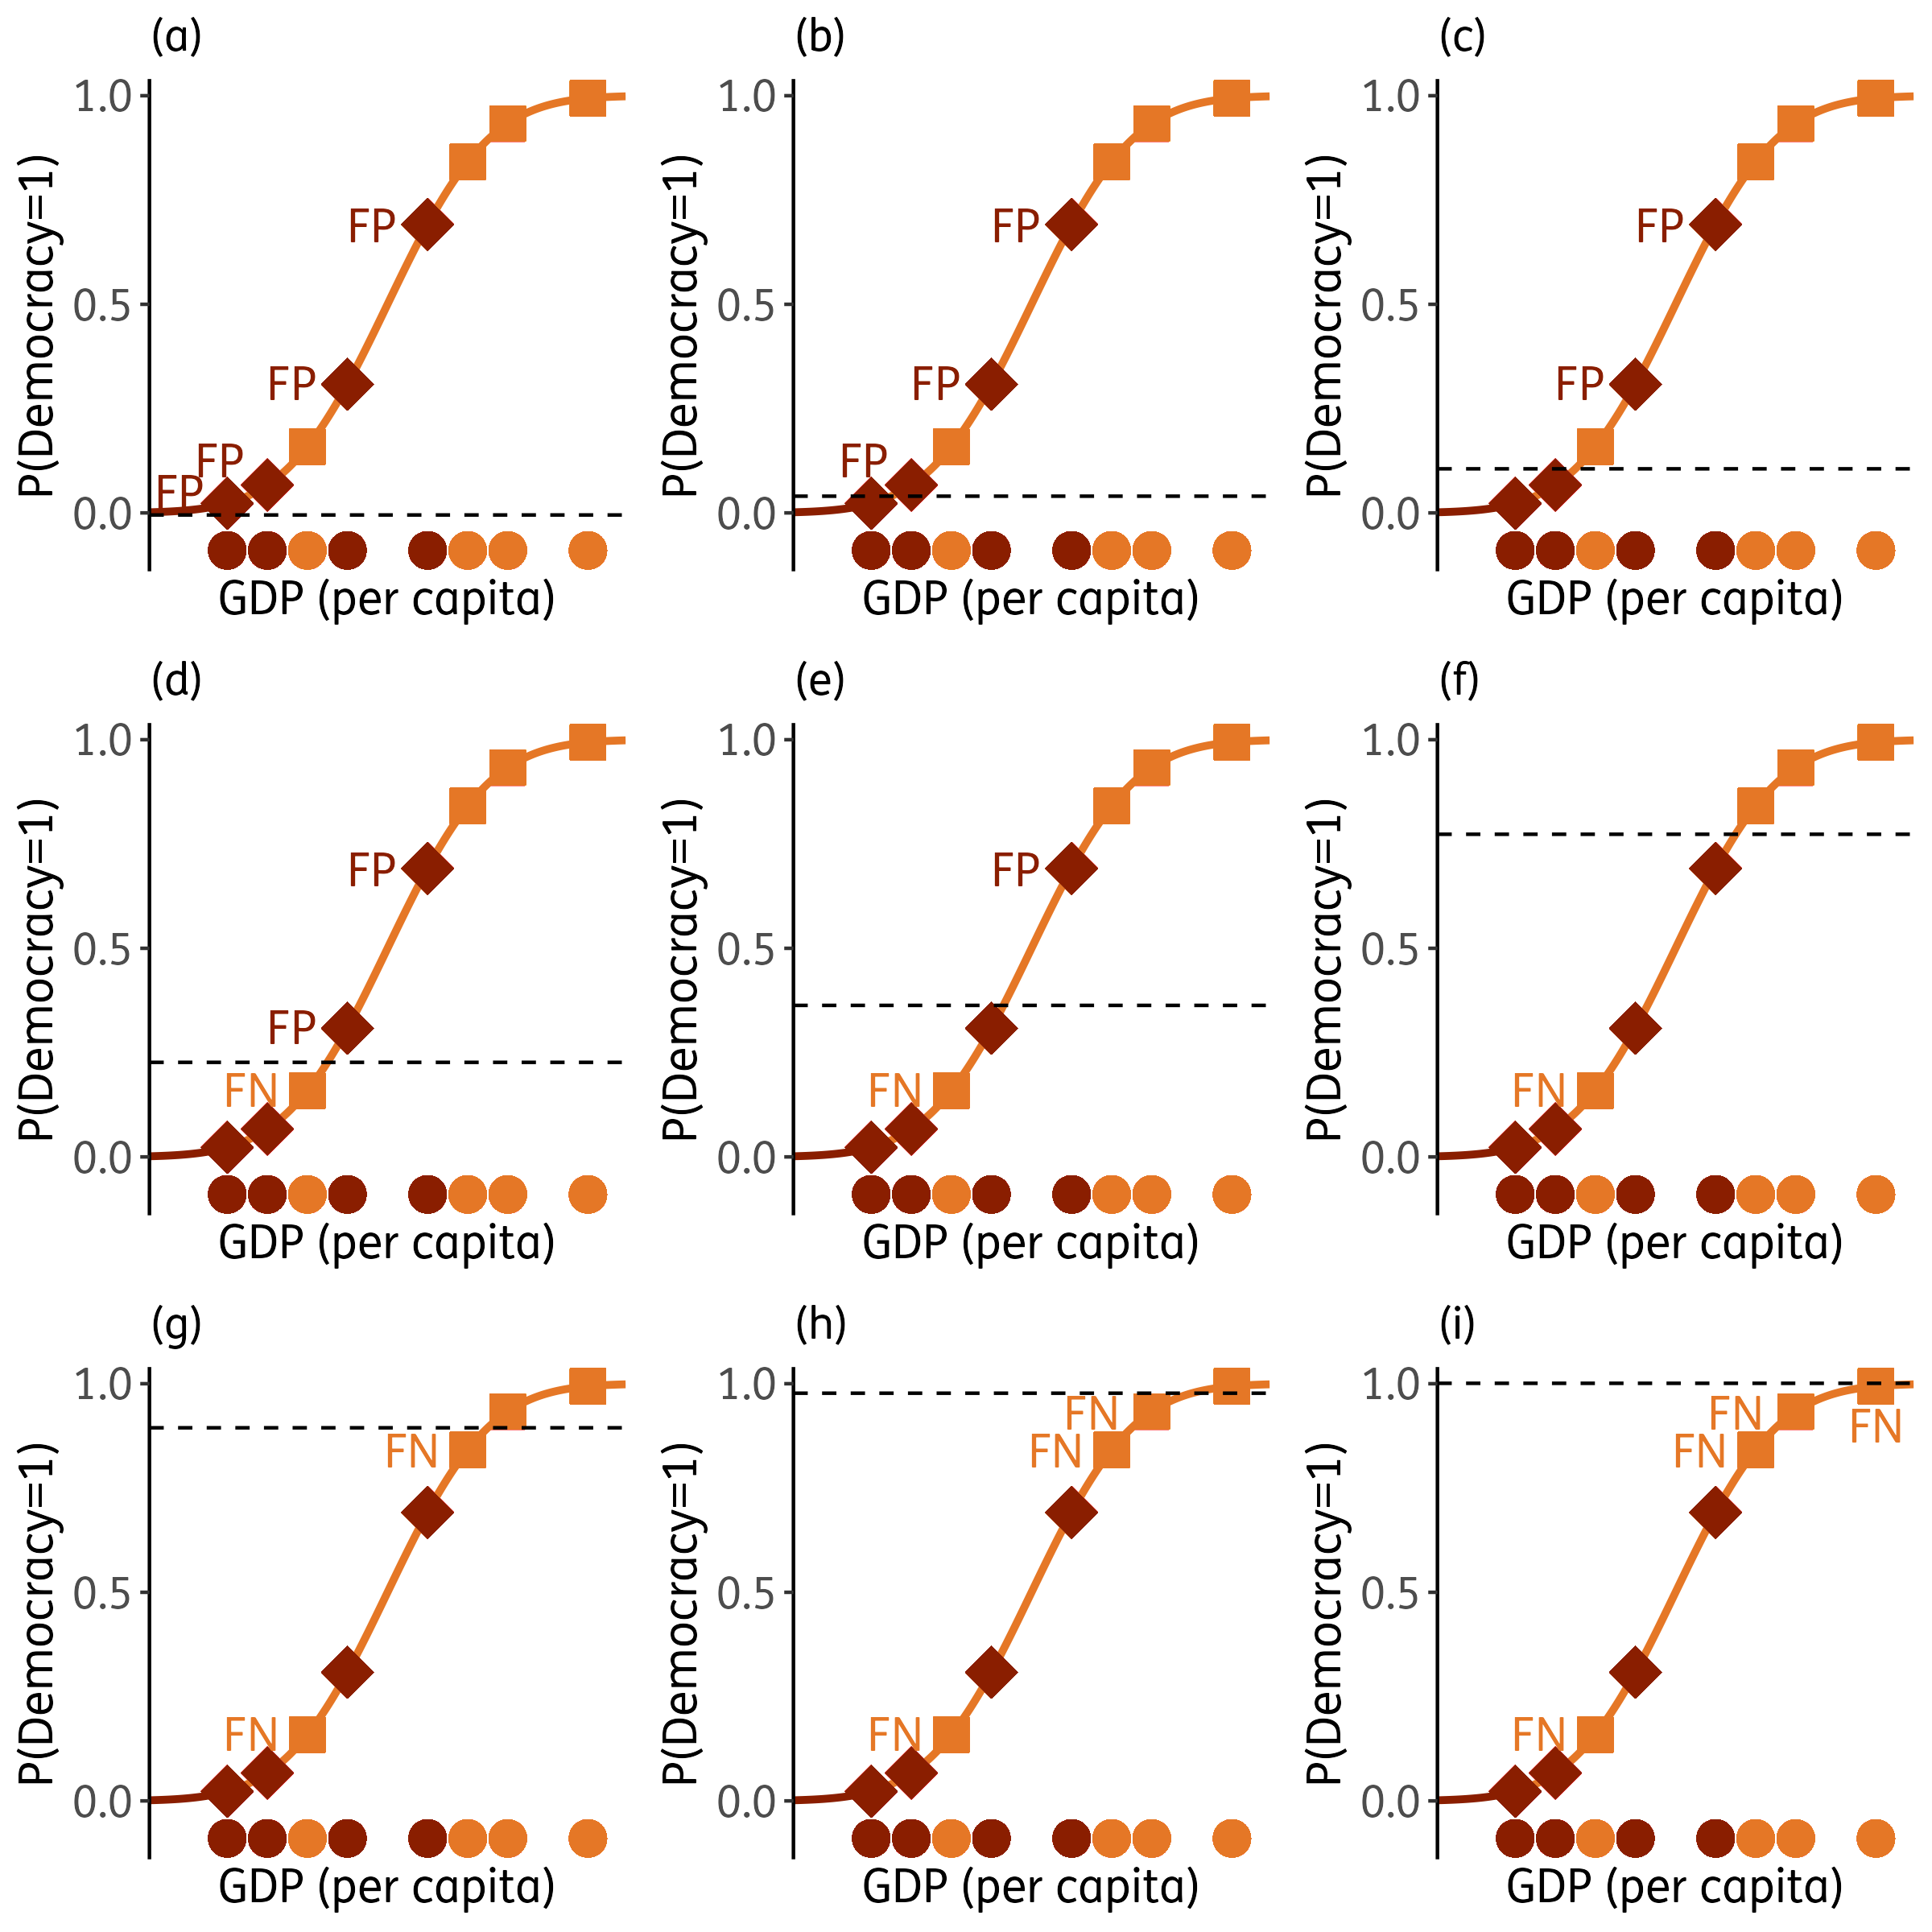 (a)
P(Democracy=1)
1.0
0.5
0.0
FP
FP
FP
FP
GDP (per capita)
(b)
P(Democracy=1)
1.0
0.5
0.0
FP
FP
FP
GDP (per capita)
(c)
P(Democracy=1)
1.0
0.5
0.0
FP
FP
GDP (per capita)
(d)
P(Democracy=1)
1.0
0.5
0.0
FP
FP
FN
GDP (per capita)
(e)
P(Democracy=1)
1.0
0.5
0.0
FP
FN
GDP (per capita)
(f)
P(Democracy=1)
1.0
0.5
0.0
FN
GDP (per capita)
(g)
P(Democracy=1)
1.0
0.5
0.0
FN
FN
GDP (per capita)
(h)
P(Democracy=1)
1.0
0.5
0.0
FN
FN
FN
GDP (per capita)
(i)
P(Democracy=1)
1.0
0.5
0.0
FN
FN
FN
FN
GDP (per capita)